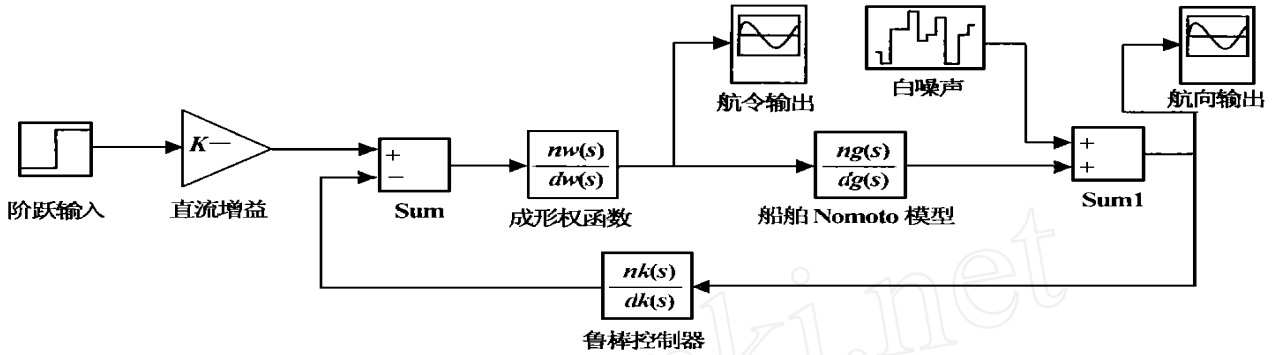 航令输出
白噪声
航向输出
阶跃输入
K—
直流增益
+
−
Sum
nw(s)
dw(s)
成形权函数
ng(s)
dg(s)
船舶 Nomoto 模型
+
+
Sum1
nk(s)
dk(s)
鲁棒控制器